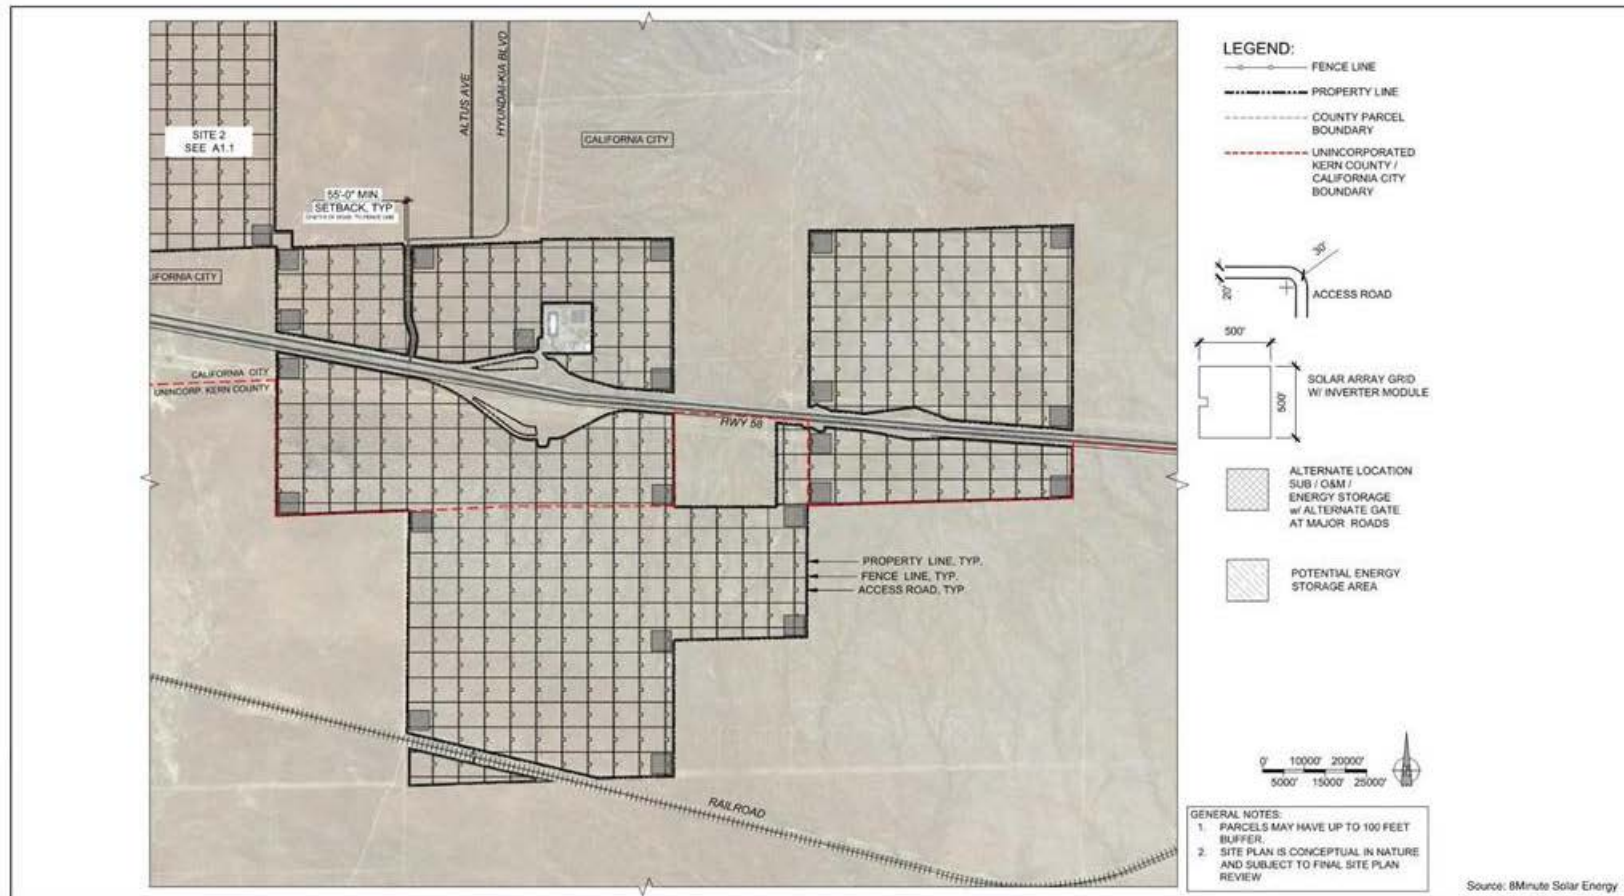 SITE 2
SEE A1.1
ALTUS AVE
HYUNDAI-KIA BLVD
CALIFORNIA CITY
55'-0" MIN.
SETBACK, TYP
IFORNIA CITY
CALIFORNIA CITY
UNINCORP. KERN COUNTY
HWY 58
PROPERTY LINE, TYP.
FENCE LINE, TYP.
ACCESS ROAD, TYP
RAILROAD
LEGEND:
FENCE LINE
PROPERTY LINE
COUNTY PARCEL
BOUNDARY
UNINCORPORATED
KERN COUNTY /
CALIFORNIA CITY
BOUNDARY
30'
20'
ACCESS ROAD
500'
500'
SOLAR ARRAY GRID
W/ INVERTER MODULE
ALTERNATE LOCATION
SUB / O&M /
ENERGY STORAGE
w/ ALTERNATE GATE
AT MAJOR ROADS
POTENTIAL ENERGY
STORAGE AREA
0' 10000' 20000'
5000' 15000' 25000'
GENERAL NOTES:
1. PARCELS MAY HAVE UP TO 100 FEET
BUFFER.
2. SITE PLAN IS CONCEPTUAL IN NATURE
AND SUBJECT TO FINAL SITE PLAN
REVIEW
Source: 8Minute Solar Energy